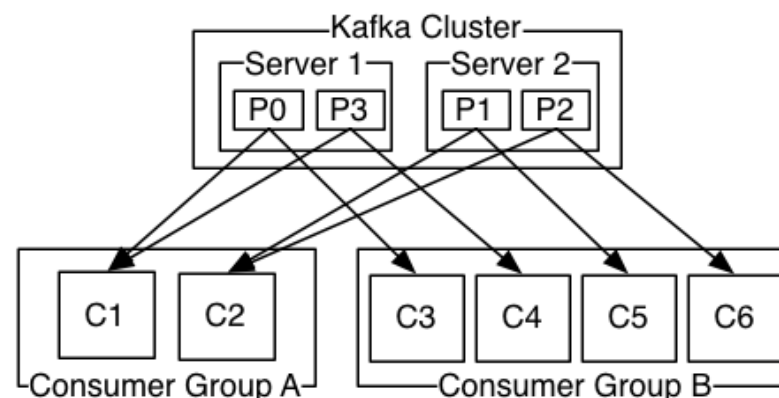 Kafka Cluster
Server 1 Server 2
P0 P3 P1 P2
C1 C2 C3 C4 C5 C6
Consumer Group A Consumer Group B